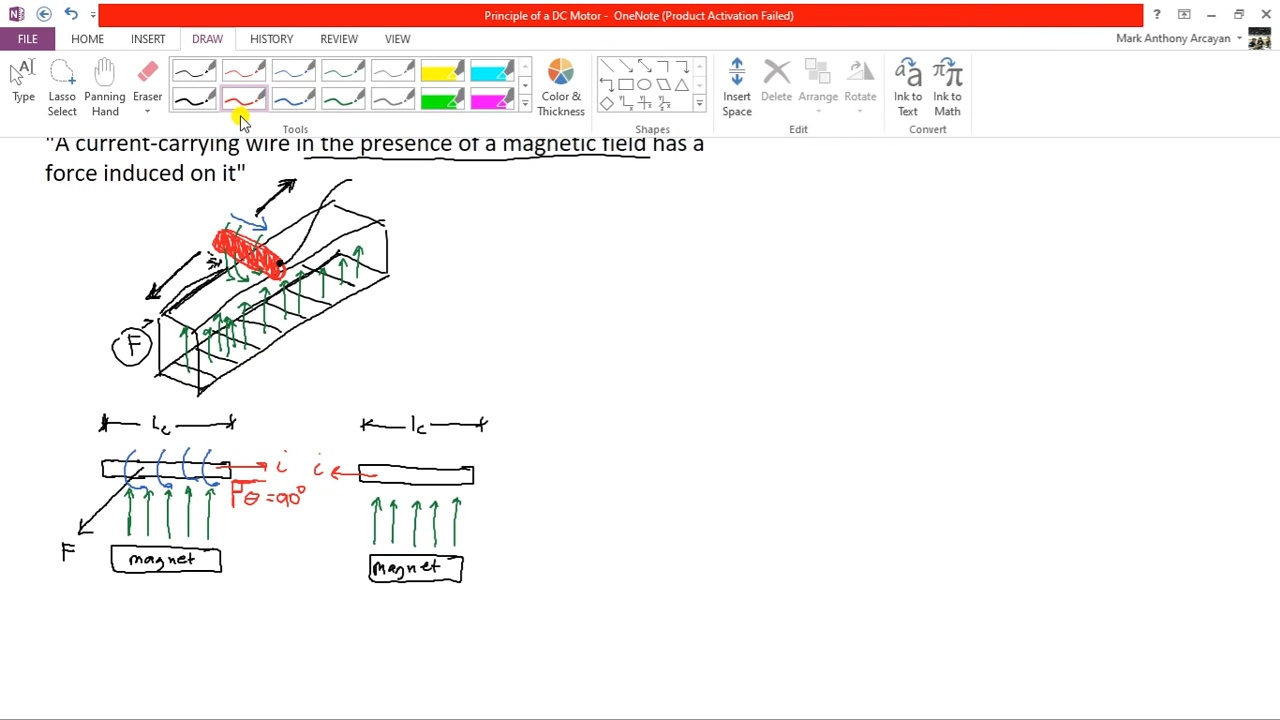 Principle of a DC Motor - OneNote (Product Activation Failed)
FILE HOME INSERT DRAW HISTORY REVIEW VIEW
Mark Anthony Arcayan
Type
Lasso Select
Panning Hand
Eraser
Color & Thickness
Insert Space
Delete
Arrange
Rotate
Ink to Text
Ink to Math
Tools
Shapes
Edit
Convert
"A current-carrying wire in the presence of a magnetic field has a
force induced on it"
F
lc
lc
i
i
θ = 90°
F
magnet
magnet